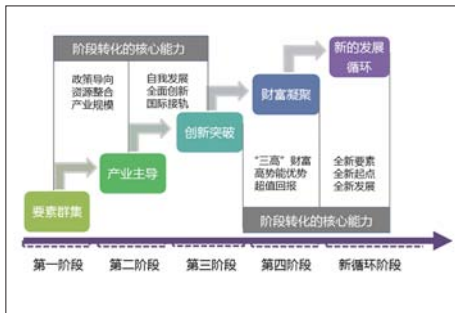 阶段转化的核心能力
政策导向
资源整合
产业规模
自我发展
全面创新
国际接轨
新的发展
循环
财富凝聚
创新突破
产业主导
要素群集
“三高”财富
高势能优势
超值回报
全新要素
全新起点
全新发展
阶段转化的核心能力
第一阶段
第二阶段
第三阶段
第四阶段
新循环阶段